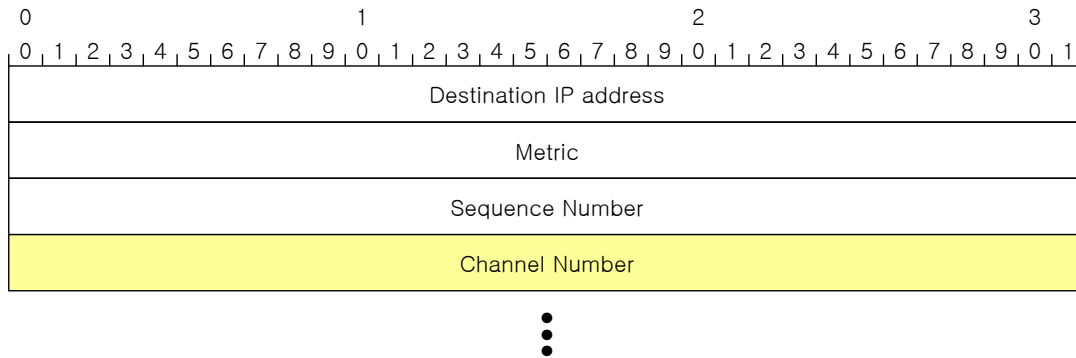 0 1 2 3
0 1 2 3 4 5 6 7 8 9 0 1 2 3 4 5 6 7 8 9 0 1 2 3 4 5 6 7 8 9 0 1
Destination IP address
Metric
Sequence Number
Channel Number